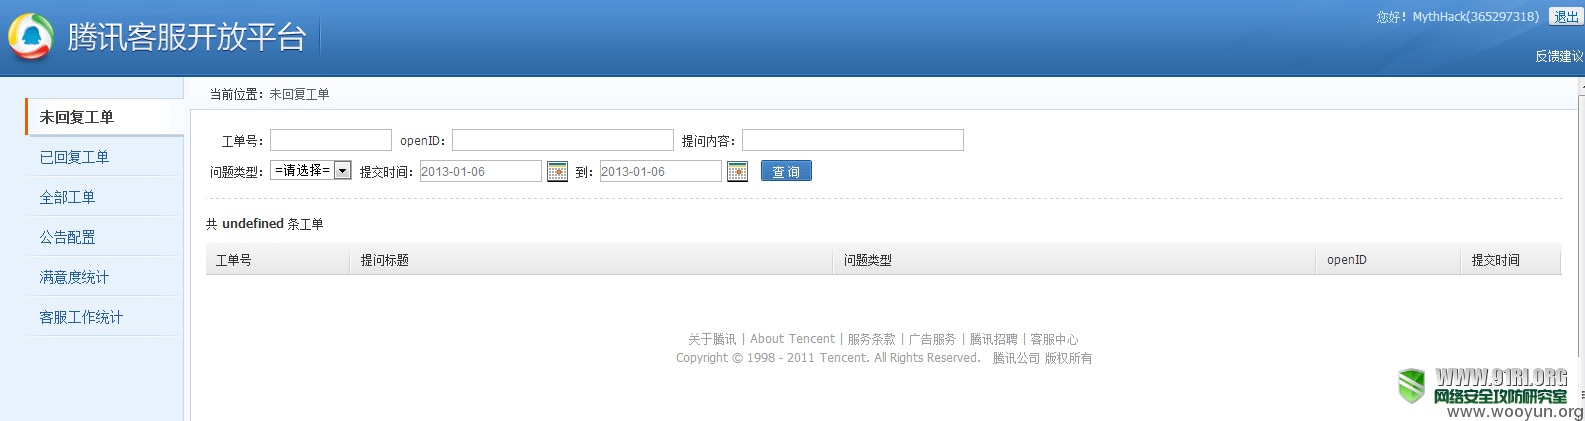 您好！MythHack(365297318) 退出
腾讯客服开放平台
反馈建议
未回复工单
已回复工单
全部工单
公告配置
满意度统计
客服工作统计
当前位置：未回复工单
工单号： openID： 提问内容：
问题类型： =请选择= 提交时间： 2013-01-06 到： 2013-01-06 查询
共 undefined 条工单
工单号 提问标题 问题类型 openID 提交时间
关于腾讯 | About Tencent | 服务条款 | 广告服务 | 腾讯招聘 | 客服中心
Copyright © 1998 - 2011 Tencent. All Rights Reserved. 腾讯公司 版权所有
WWW.91RI.ORG
网络安全攻防研究室
www.wooyun.org